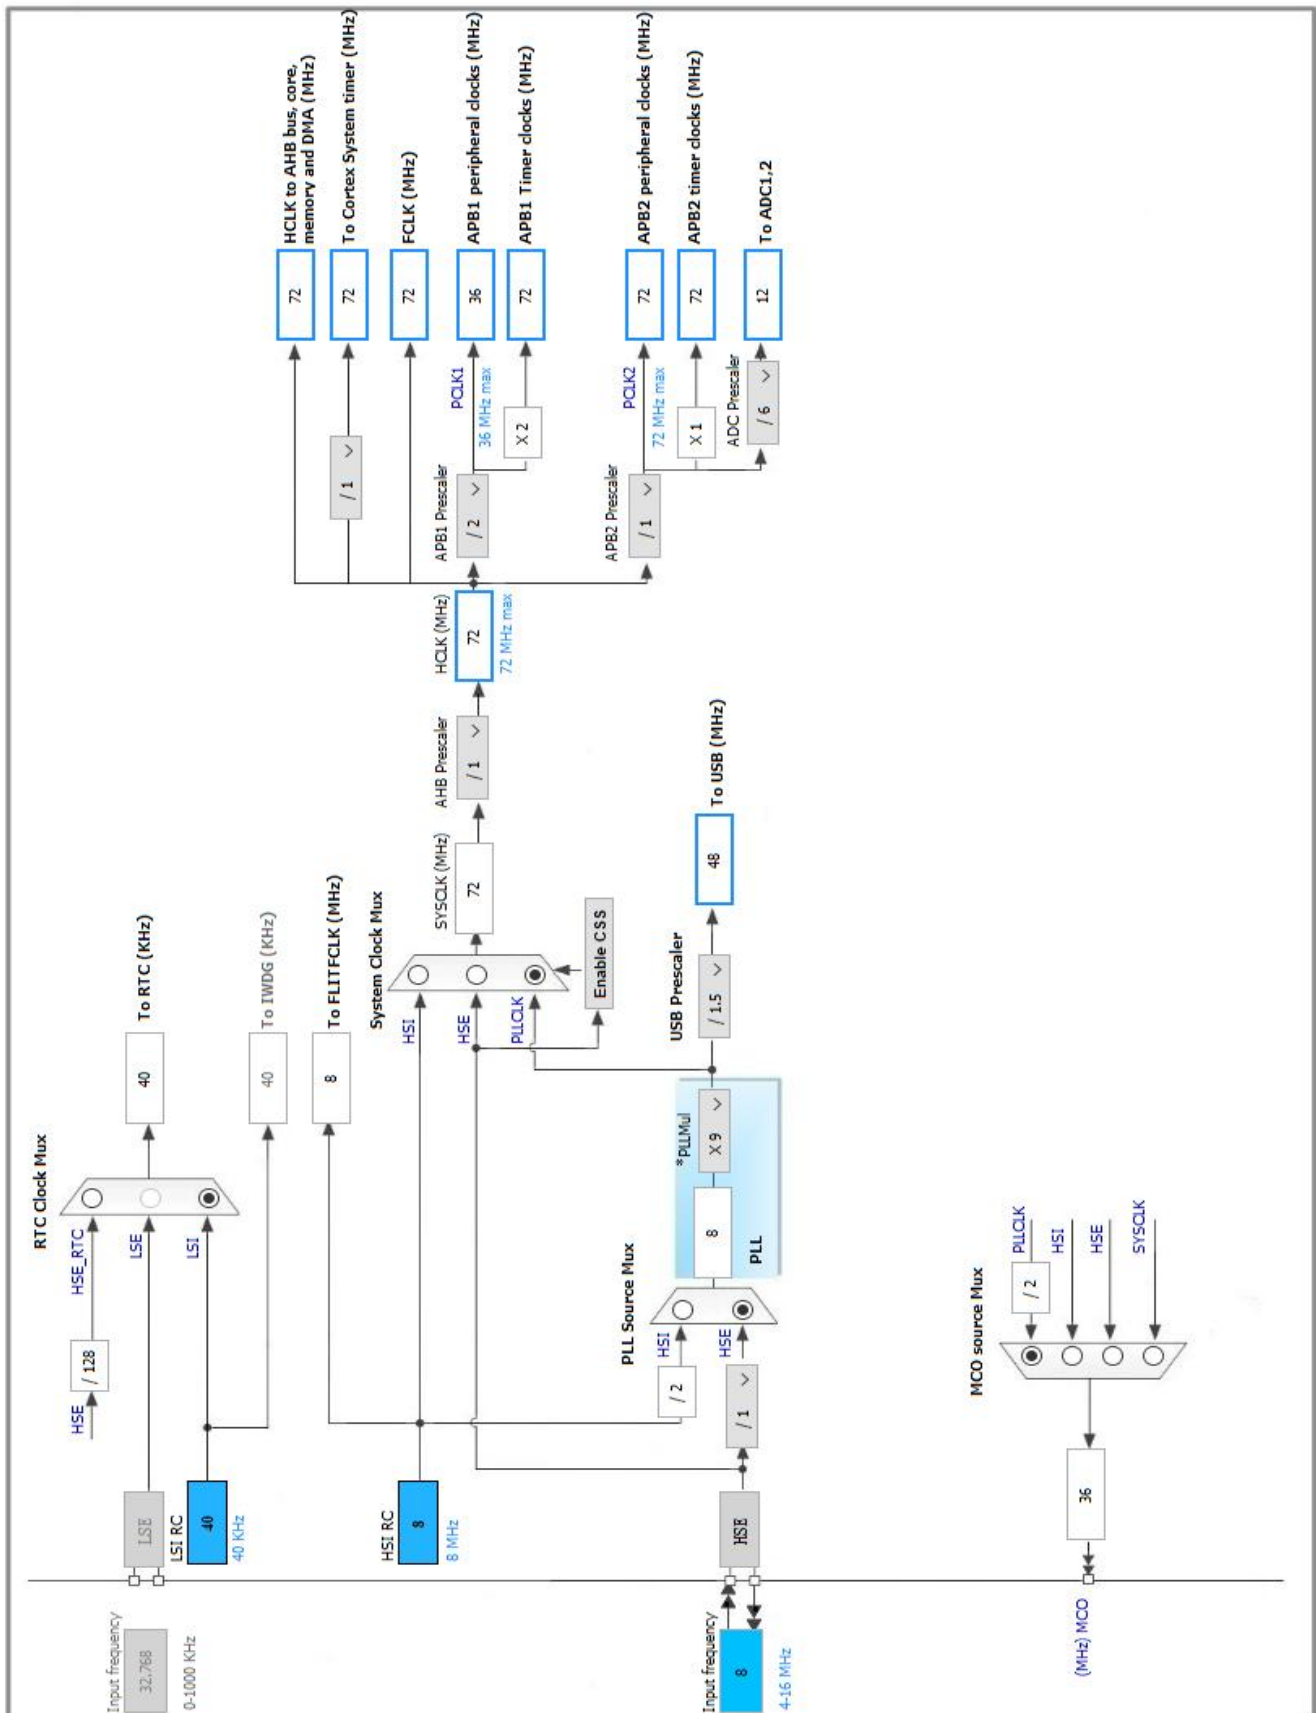 RTC Clock Mux
HSE
/ 128
HSE_RTC
Input frequency
32.768
0-1000 KHz
LSE
LSE
40
To RTC (KHz)
LSI RC
40
40 KHz
LSI
40
To IWDG (KHz)
8
To FLITFCLK (MHz)
HSI RC
8
8 MHz
System Clock Mux
HSI
HSE
PLLCLK
Enable CSS
SYSCLK (MHz)
72
AHB Prescaler
/ 1
HCLK (MHz)
72
72 MHz max
72
HCLK to AHB bus, core,
memory and DMA (MHz)
/ 1
72
To Cortex System timer (MHz)
72
FCLK (MHz)
APB1 Prescaler
/ 2
PCLK1
36 MHz max
36
APB1 peripheral clocks (MHz)
X 2
72
APB1 Timer clocks (MHz)
APB2 Prescaler
/ 1
PCLK2
72 MHz max
72
APB2 peripheral clocks (MHz)
X 1
72
APB2 timer clocks (MHz)
ADC Prescaler
/ 6
12
To ADC1,2
PLL Source Mux
/ 2
HSI
Input frequency
8
4-16 MHz
HSE
/ 1
HSE
8
*PLLMul
X 9
PLL
USB Prescaler
/ 1.5
48
To USB (MHz)
MCO source Mux
(MHz) MCO
36
/ 2
PLLCLK
HSI
HSE
SYSCLK